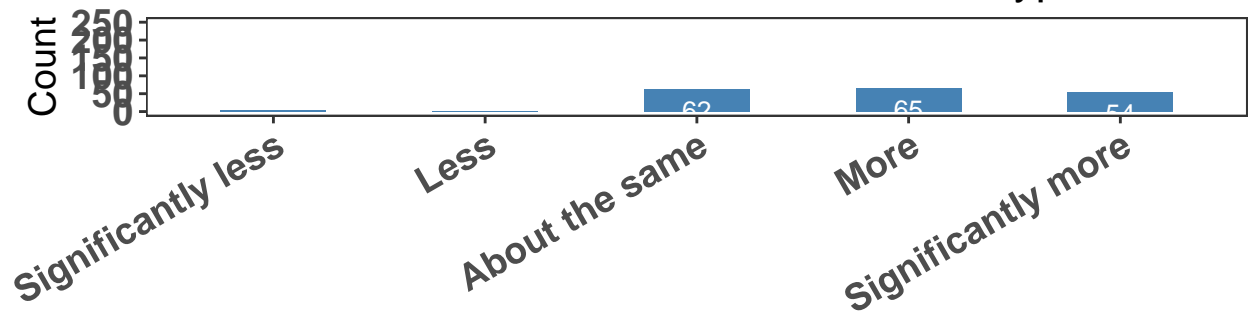 Count
250
200
150
100
50
0
62
65
54
Significantly less
Less
About the same
More
Significantly more